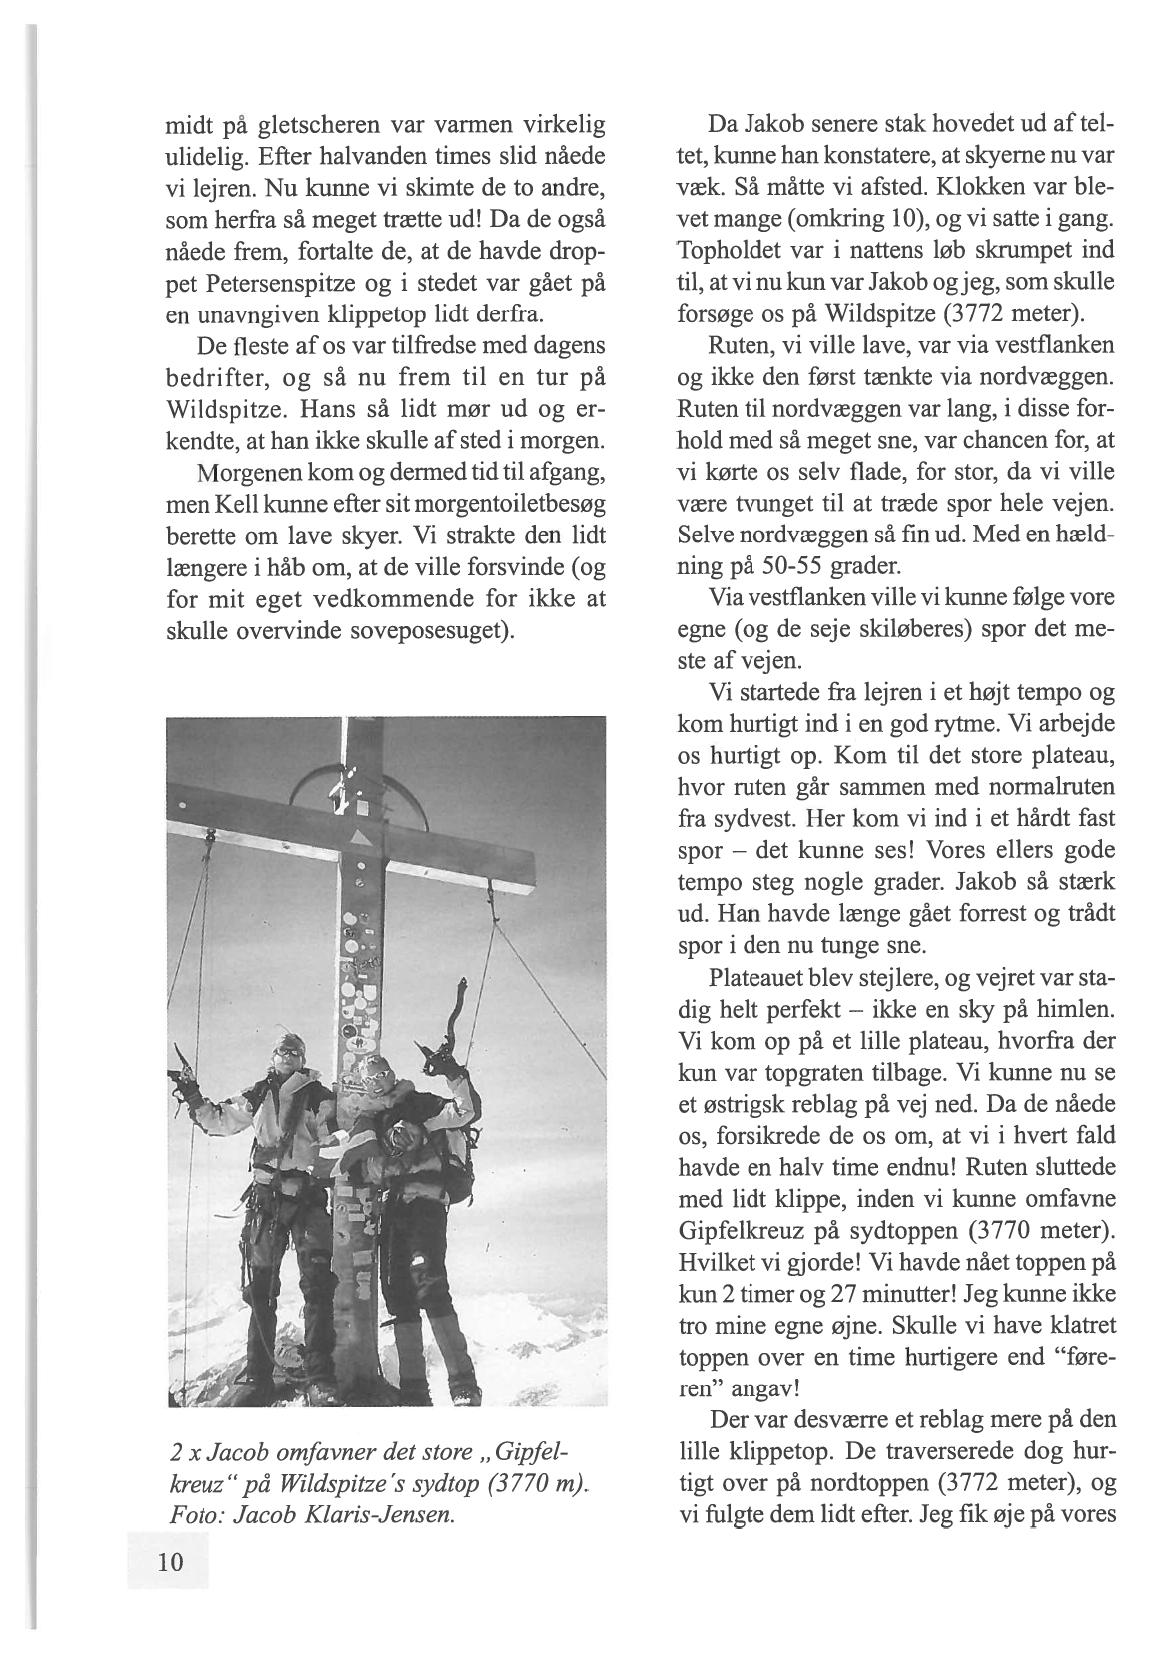 midt på gletscheren var varmen virkelig
ulidelig. Efter halvanden times slid nåede
vi lejren. Nu kunne vi skimte de to andre,
som herfra så meget trætte ud! Da de også
nåede frem, fortalte de, at de havde drop-
pet Petersenspitze og i stedet var gået på
en unavngiven klippetop lidt derfra.
De fleste af os var tilfredse med dagens
bedrifter, og så nu frem til en tur på
Wildspitze. Hans så lidt mør ud og er-
kendte, at han ikke skulle af sted i morgen.
Morgenen kom og dermed tid til afgang,
men Kell kunne efter sit morgentoiletbesøg
berette om lave skyer. Vi strakte den lidt
længere i håb om, at de ville forsvinde (og
for mit eget vedkommende for ikke at
skulle overvinde soveposesuget).
2 x Jacob omfavner det store „Gipfel-
kreuz“ på Wildspitze´s sydtop (3770 m).
Foto: Jacob Klaris-Jensen.
10
Da Jakob senere stak hovedet ud af tel-
tet, kunne han konstatere, at skyerne nu var
væk. Så måtte vi afsted. Klokken var ble-
vet mange (omkring 10), og vi satte i gang.
Topholdet var i nattens løb skrumpet ind
til, at vi nu kun var Jakob og jeg, som skulle
forsøge os på Wildspitze (3772 meter).
Ruten, vi ville lave, var via vestflanken
og ikke den først tænkte via nordvæggen.
Ruten til nordvæggen var lang, i disse for-
hold med så meget sne, var chancen for, at
vi kørte os selv flade, for stor, da vi ville
være tvunget til at træde spor hele vejen.
Selve nordvæggen så fin ud. Med en hæld-
ning på 50-55 grader.
Via vestflanken ville vi kunne følge vore
egne (og de seje skiløberes) spor det me-
ste af vejen.
Vi startede fra lejren i et højt tempo og
kom hurtigt ind i en god rytme. Vi arbejde
os hurtigt op. Kom til det store plateau,
hvor ruten går sammen med normalruten
fra sydvest. Her kom vi ind i et hårdt fast
spor – det kunne ses! Vores ellers gode
tempo steg nogle grader. Jakob så stærk
ud. Han havde længe gået forrest og trådt
spor i den nu tunge sne.
Plateauet blev stejlere, og vejret var sta-
dig helt perfekt – ikke en sky på himlen.
Vi kom op på et lille plateau, hvorfra der
kun var topgraten tilbage. Vi kunne nu se
et østrigsk reblag på vej ned. Da de nåede
os, forsikrede de os om, at vi i hvert fald
havde en halv time endnu! Ruten sluttede
med lidt klippe, inden vi kunne omfavne
Gipfelkreuz på sydtoppen (3770 meter).
Hvilket vi gjorde! Vi havde nået toppen på
kun 2 timer og 27 minutter! Jeg kunne ikke
tro mine egne øjne. Skulle vi have klatret
toppen over en time hurtigere end “føre-
ren” angav!
Der var desværre et reblag mere på den
lille klippetop. De traverserede dog hur-
tigt over på nordtoppen (3772 meter), og
vi fulgte dem lidt efter. Jeg fik øje på vores